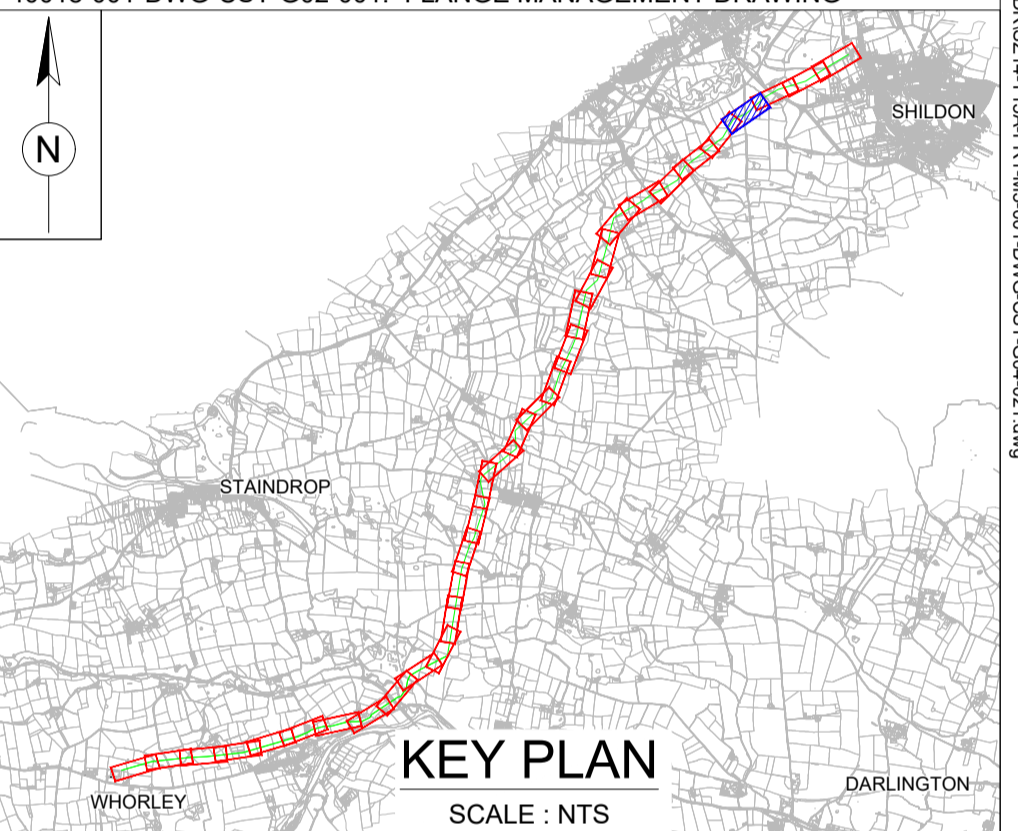 FLANGE MANAGEMENT DRAWING
N
SHILDON
STAINDROP
KEY PLAN
SCALE : NTS
WHORLEY
DARLINGTON